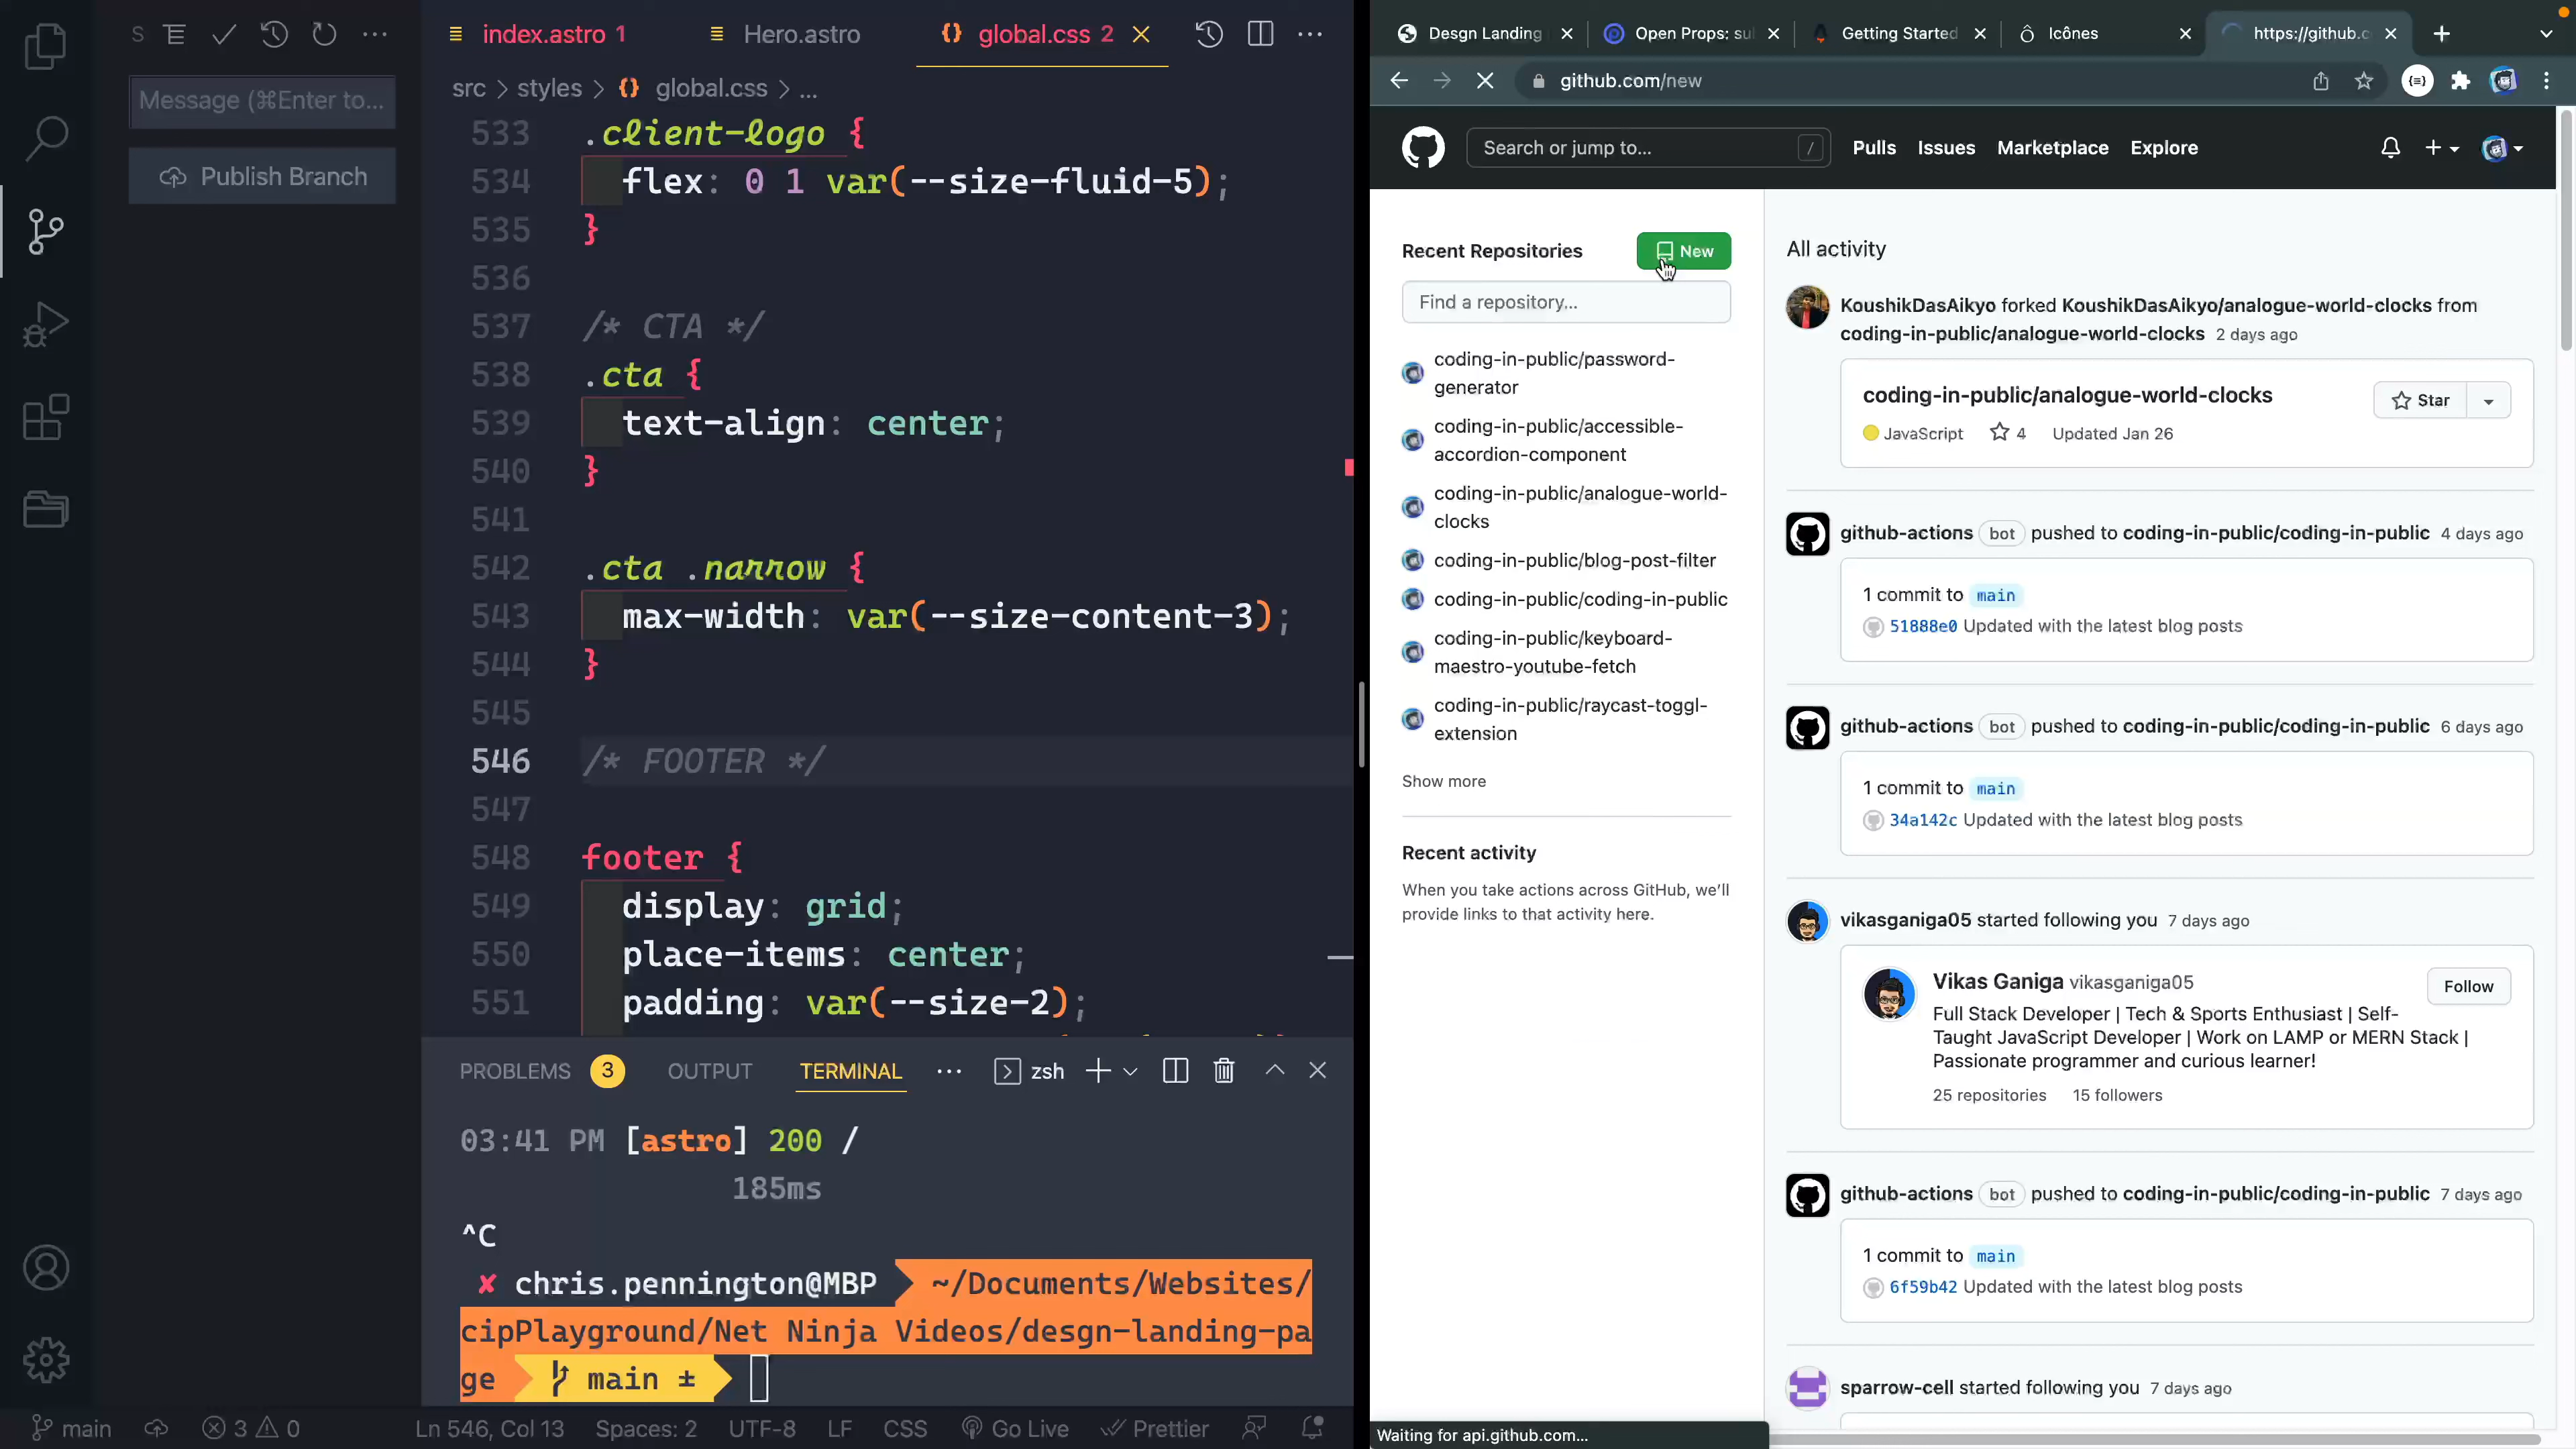 S
Message (⌘Enter to...
Publish Branch
index.astro 1
Hero.astro
global.css 2
src > styles > {} global.css > ...
533 .client-logo {
534 flex: 0 1 var(--size-fluid-5);
535 }
536
537 /* CTA */
538 .cta {
539 text-align: center;
540 }
541
542 .cta .narrow {
543 max-width: var(--size-content-3);
544 }
545
546 /* FOOTER */
547
548 footer {
549 display: grid;
550 place-items: center;
551 padding: var(--size-2);
PROBLEMS 3 OUTPUT TERMINAL ... zsh
03:41 PM [astro] 200 /
185ms
^C
✘ chris.pennington@MBP ~/Documents/Websites/
cipPlayground/Net Ninja Videos/desgn-landing-pa
ge main ±
main 3 0 Ln 546, Col 13 Spaces: 2 UTF-8 LF CSS Go Live Prettier
Desgn Landing
Open Props: su
Getting Started
Icônes
https://github.c
github.com/new
Search or jump to... /
Pulls Issues Marketplace Explore
Recent Repositories
New
Find a repository...
coding-in-public/password-
generator
coding-in-public/accessible-
accordion-component
coding-in-public/analogue-world-
clocks
coding-in-public/blog-post-filter
coding-in-public/coding-in-public
coding-in-public/keyboard-
maestro-youtube-fetch
coding-in-public/raycast-toggl-
extension
Show more
Recent activity
When you take actions across GitHub, we'll
provide links to that activity here.
All activity
KoushikDasAikyo forked KoushikDasAikyo/analogue-world-clocks from
coding-in-public/analogue-world-clocks 2 days ago
coding-in-public/analogue-world-clocks
Star
JavaScript 4 Updated Jan 26
github-actions bot pushed to coding-in-public/coding-in-public 4 days ago
1 commit to main
51888e0 Updated with the latest blog posts
github-actions bot pushed to coding-in-public/coding-in-public 6 days ago
1 commit to main
34a142c Updated with the latest blog posts
vikasganiga05 started following you 7 days ago
Vikas Ganiga vikasganiga05
Follow
Full Stack Developer | Tech & Sports Enthusiast | Self-
Taught JavaScript Developer | Work on LAMP or MERN Stack |
Passionate programmer and curious learner!
25 repositories 15 followers
github-actions bot pushed to coding-in-public/coding-in-public 7 days ago
1 commit to main
6f59b42 Updated with the latest blog posts
sparrow-cell started following you 7 days ago
Waiting for api.github.com...